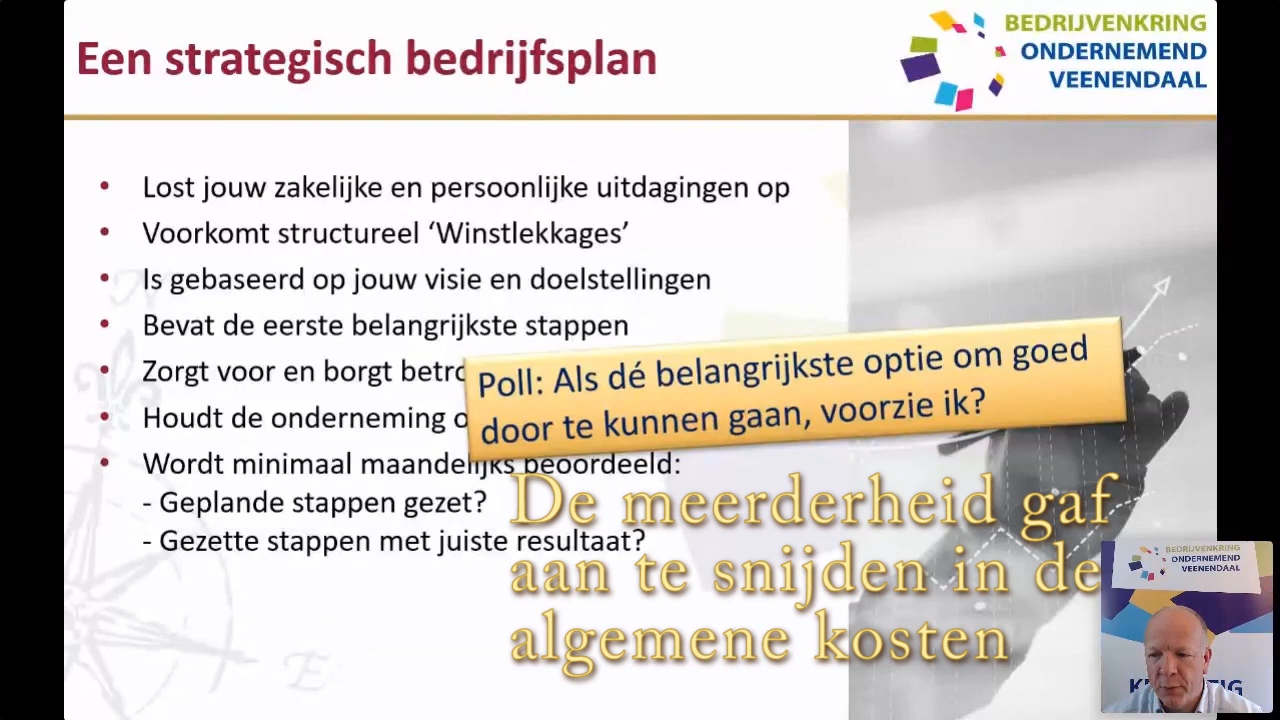 Een strategisch bedrijfsplan
BEDRIJVENKRING
ONDERNEMEND
VEENENDAAL
• Lost jouw zakelijke en persoonlijke uitdagingen op
• Voorkomt structureel ‘Winstlekkages’
• Is gebaseerd op jouw visie en doelstellingen
• Bevat de eerste belangrijkste stappen
• Zorgt voor en borgt
• Houdt de onderneming
• Wordt minimaal maandelijks beoordeeld:
- Geplande stappen gezet?
- Gezette stappen met juiste resultaat?
Poll: Als dé belangrijkste optie om goed
door te kunnen gaan, voorzie ik?
De meerderheid gaf
aan te snijden in de
algemene kosten
BEDRIJVENKRING
ONDERNEMEND
VEENENDAAL